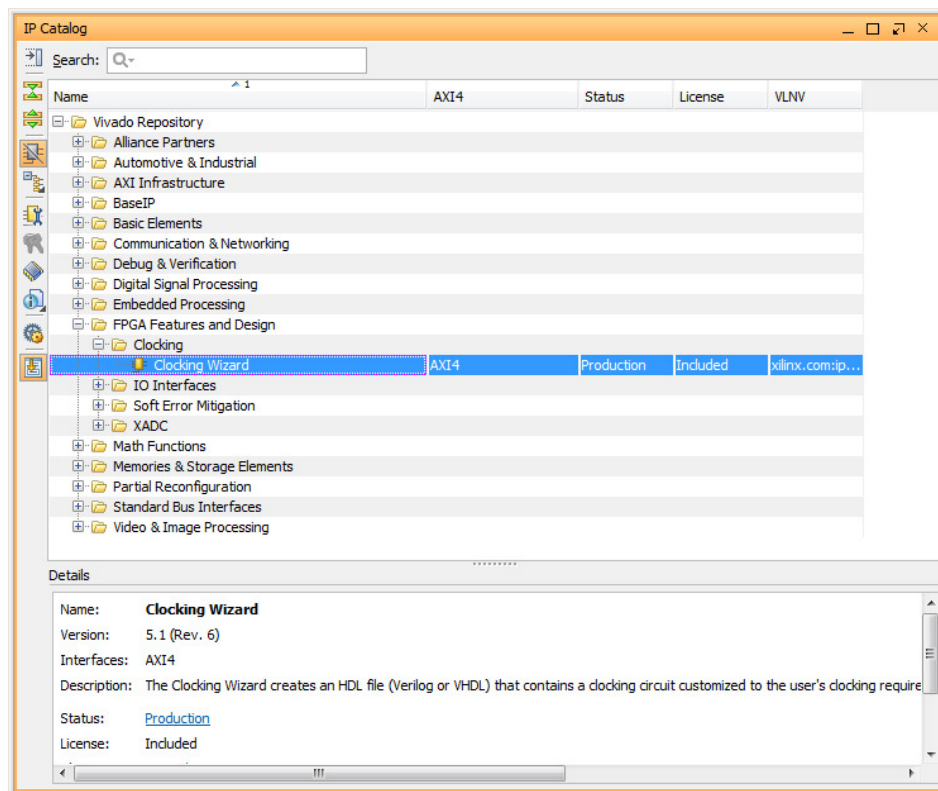 IP Catalog
Search:
Name 1 AXI4 Status License VLNV
Vivado Repository
Alliance Partners
Automotive & Industrial
AXI Infrastructure
BaseIP
Basic Elements
Communication & Networking
Debug & Verification
Digital Signal Processing
Embedded Processing
FPGA Features and Design
Clocking
Clocking Wizard AXI4 Production Included xilinx.com:ip...
IO Interfaces
Soft Error Mitigation
XADC
Math Functions
Memories & Storage Elements
Partial Reconfiguration
Standard Bus Interfaces
Video & Image Processing
Details
Name: Clocking Wizard
Version: 5.1 (Rev. 6)
Interfaces: AXI4
Description: The Clocking Wizard creates an HDL file (Verilog or VHDL) that contains a clocking circuit customized to the user's clocking require
Status: Production
License: Included